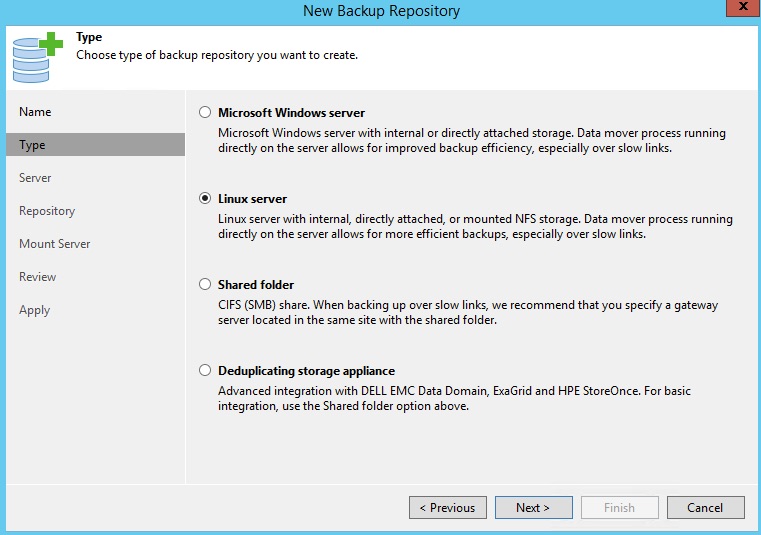 New Backup Repository
x
Type
Choose type of backup repository you want to create.
Name
Type
Server
Repository
Mount Server
Review
Apply
Microsoft Windows server
Microsoft Windows server with internal or directly attached storage. Data mover process running
directly on the server allows for improved backup efficiency, especially over slow links.
Linux server
Linux server with internal, directly attached, or mounted NFS storage. Data mover process running
directly on the server allows for more efficient backups, especially over slow links.
Shared folder
CIFS (SMB) share. When backing up over slow links, we recommend that you specify a gateway
server located in the same site with the shared folder.
Deduplicating storage appliance
Advanced integration with DELL EMC Data Domain, ExaGrid and HPE StoreOnce. For basic
integration, use the Shared folder option above.
< Previous
Next >
Finish
Cancel